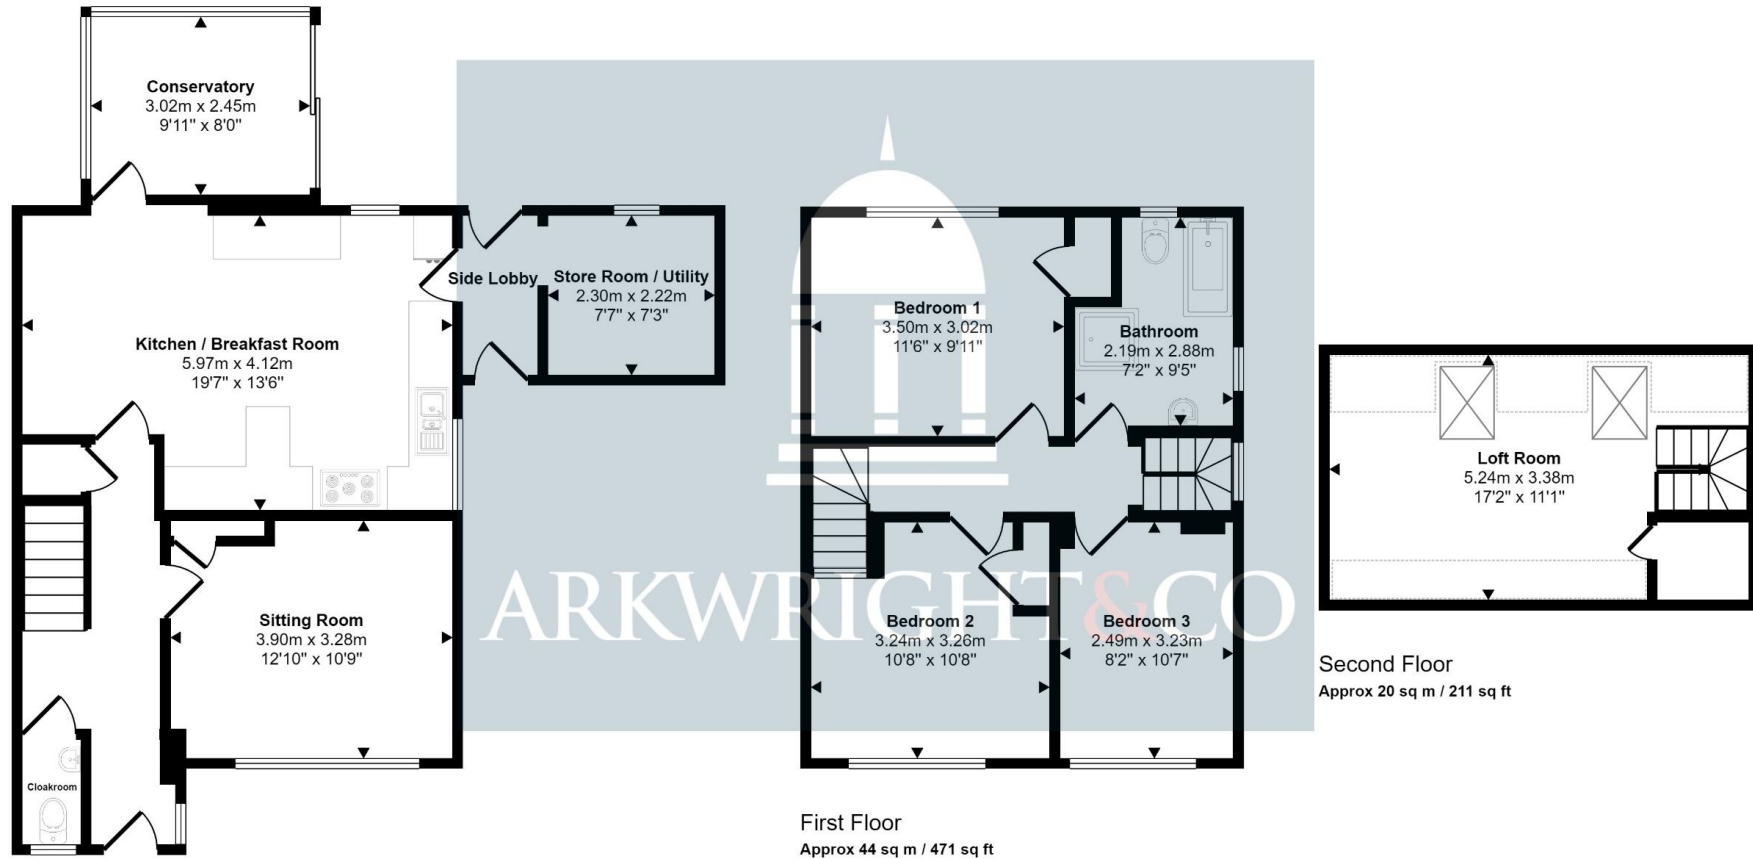 Conservatory
3.02m x 2.45m
9'11" x 8'0"
Kitchen / Breakfast Room
5.97m x 4.12m
19'7" x 13'6"
Side Lobby
Store Room / Utility
2.30m x 2.22m
7'7" x 7'3"
Sitting Room
3.90m x 3.28m
12'10" x 10'9"
Cloakroom
Bedroom 1
3.50m x 3.02m
11'6" x 9'11"
Bathroom
2.19m x 2.88m
7'2" x 9'5"
ARKWRIGHT&CO
Bedroom 2
3.24m x 3.26m
10'8" x 10'8"
Bedroom 3
2.49m x 3.23m
8'2" x 10'7"
First Floor
Approx 44 sq m / 471 sq ft
Loft Room
5.24m x 3.38m
17'2" x 11'1"
Second Floor
Approx 20 sq m / 211 sq ft